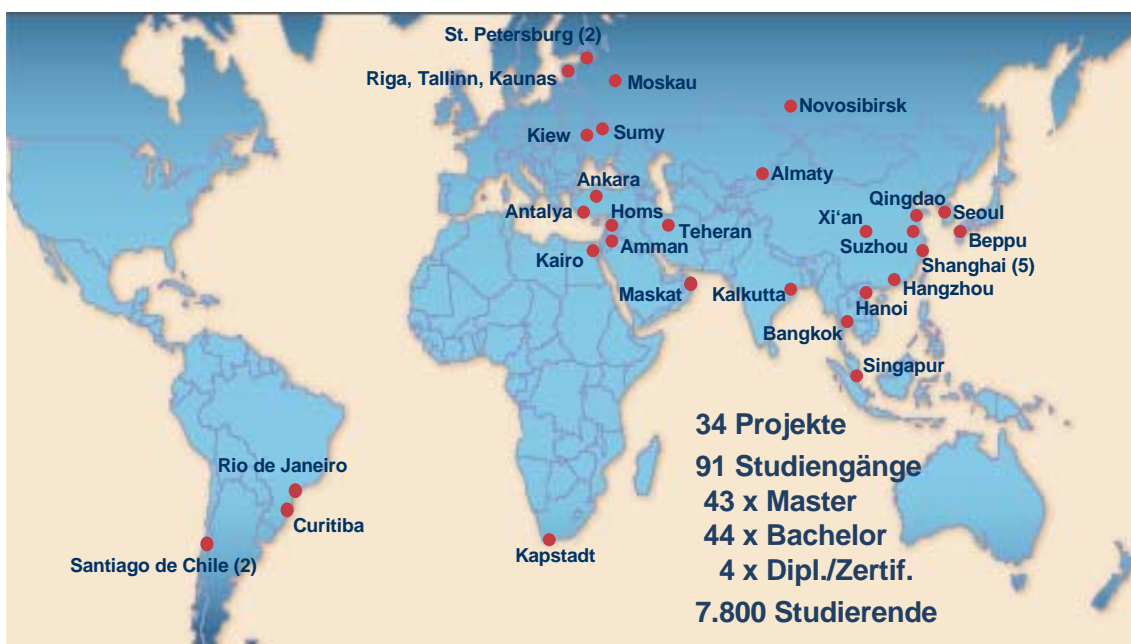 St. Petersburg (2)
Riga, Tallinn, Kaunas
Moskau
Novosibirsk
Kiew
Sumy
Almaty
Ankara
Antalya
Homs
Teheran
Amman
Kairo
Maskat
Kalkutta
Qingdao
Seoul
Xi‘an
Suzhou
Beppu
Shanghai (5)
Hangzhou
Hanoi
Bangkok
Singapur
Rio de Janeiro
Curitiba
Santiago de Chile (2)
Kapstadt
34 Projekte
91 Studiengänge
43 x Master
44 x Bachelor
4 x Dipl./Zertif.
7.800 Studierende